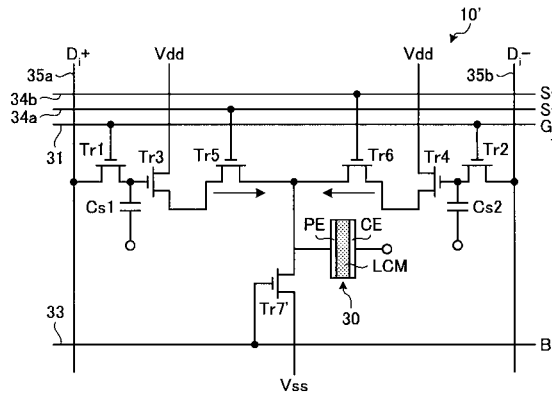 10'
Di+ Vdd Vdd Di−
35a 35b
34b S
34a S
31 G
Tr1 Tr3 Tr5 Tr6 Tr4 Tr2
Cs1 PE CE Cs2
LCM
Tr7' 30
33 B
Vss